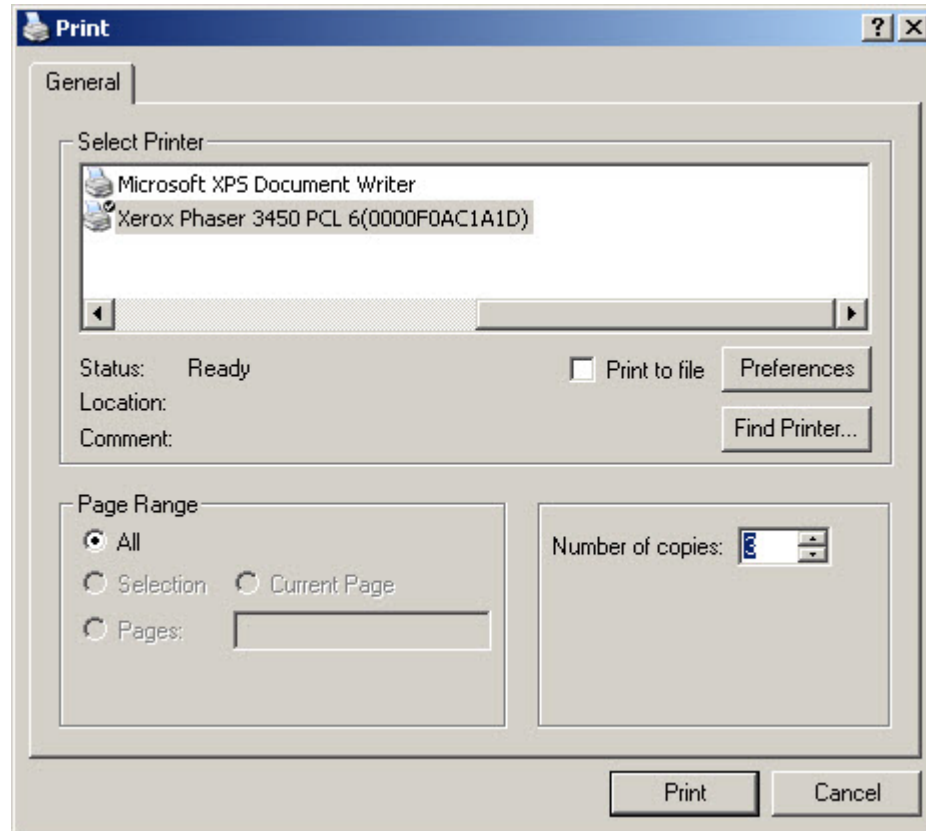 Print
General
Select Printer
Microsoft XPS Document Writer
Xerox Phaser 3450 PCL 6(0000F0AC1A1D)
Status: Ready
Print to file
Preferences
Location:
Comment:
Find Printer...
Page Range
All
Selection
Current Page
Pages:
Number of copies: 3
Print
Cancel